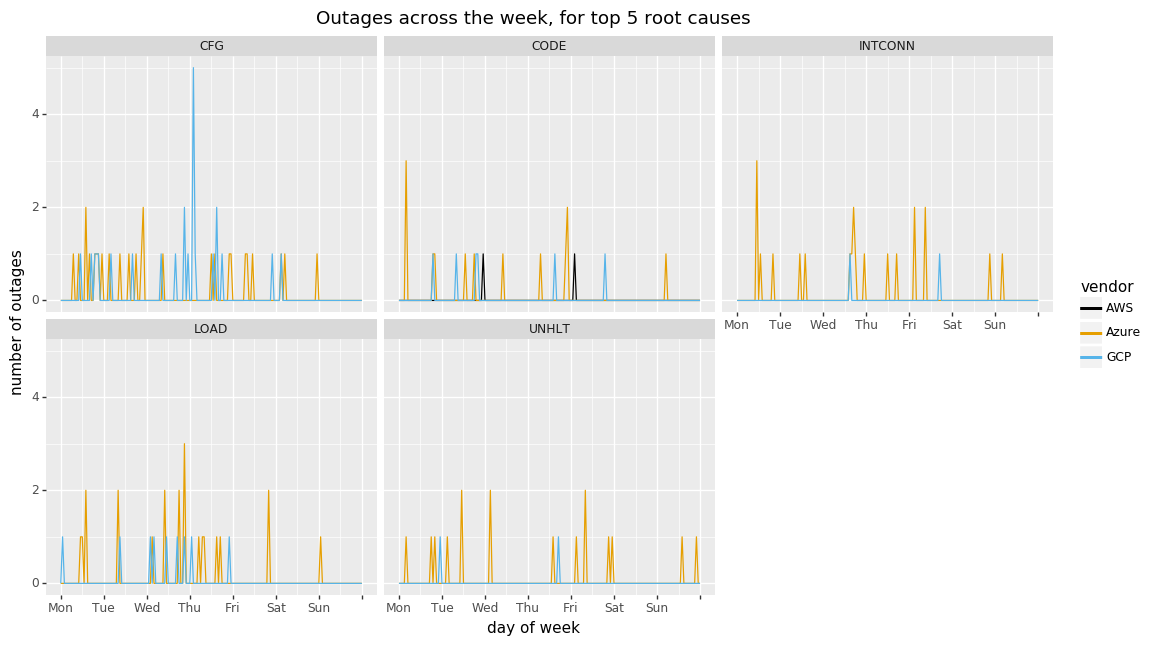 Outages across the week, for top 5 root causes
CFG CODE INTCONN
4
2
0
Mon Tue Wed Thu Fri Sat Sun
LOAD UNHLT
4
2
0
Mon Tue Wed Thu Fri Sat Sun Mon Tue Wed Thu Fri Sat Sun
number of outages
day of week
vendor
AWS
Azure
GCP